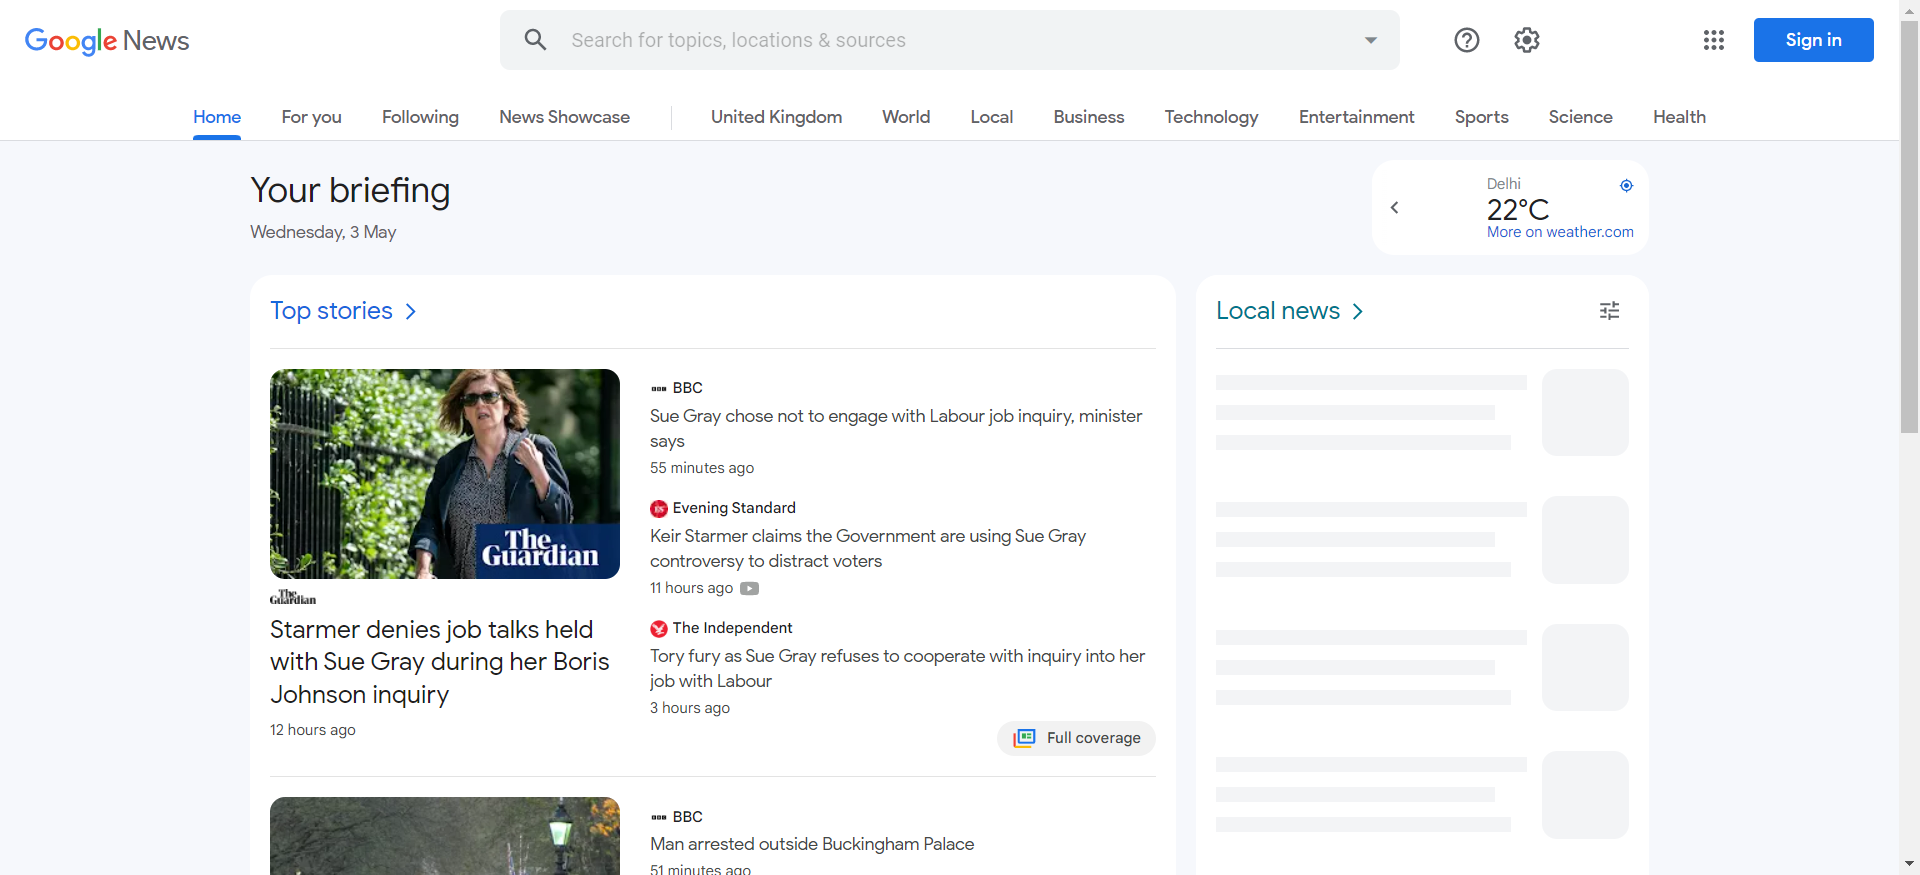 Google News
Search for topics, locations & sources
Sign in
Home
For you
Following
News Showcase
United Kingdom
World
Local
Business
Technology
Entertainment
Sports
Science
Health
Your briefing
Wednesday, 3 May
Delhi
22°C
More on weather.com
Top stories
The
Guardian
The
Guardian
Starmer denies job talks held
with Sue Gray during her Boris
Johnson inquiry
12 hours ago
BBC
Sue Gray chose not to engage with Labour job inquiry, minister
says
55 minutes ago
Evening Standard
Keir Starmer claims the Government are using Sue Gray
controversy to distract voters
11 hours ago
The Independent
Tory fury as Sue Gray refuses to cooperate with inquiry into her
job with Labour
3 hours ago
Full coverage
BBC
Man arrested outside Buckingham Palace
51 minutes ago
Local news